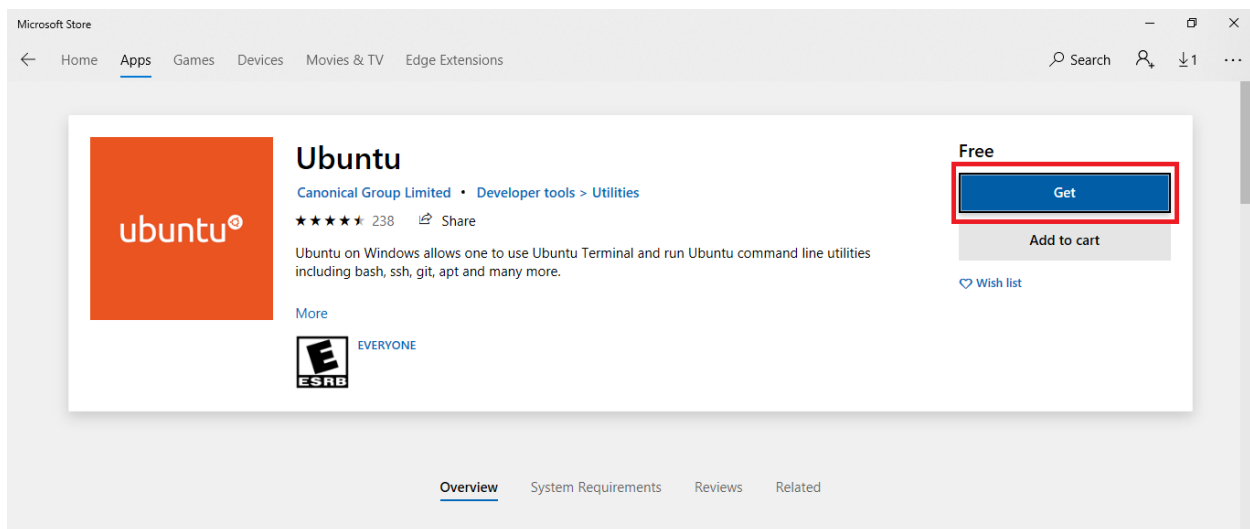 Microsoft Store
Home Apps Games Devices Movies & TV Edge Extensions Search 1
ubuntu
Ubuntu
Canonical Group Limited • Developer tools > Utilities
238 Share
Ubuntu on Windows allows one to use Ubuntu Terminal and run Ubuntu command line utilities
including bash, ssh, git, apt and many more.
More
E
ESRB
EVERYONE
Free
Get
Add to cart
Wish list
Overview System Requirements Reviews Related